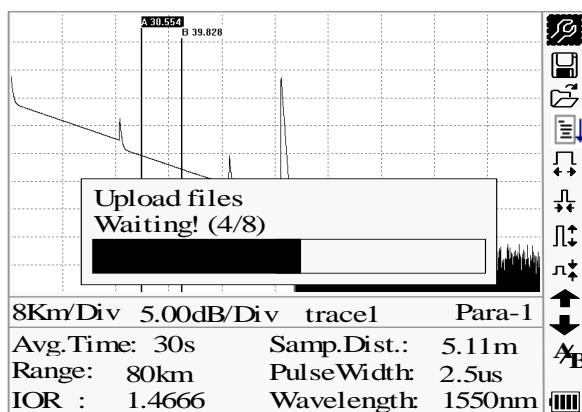 A 30.554
B 39.828
Upload files
Waiting! (4/8)
8Km/Div 5.00dB/Div trace1 Para-1
Avg.Time: 30s Samp.Dist.: 5.11m
Range: 80km PulseWidth: 2.5us
IOR : 1.4666 Wavelength: 1550nm
A/B